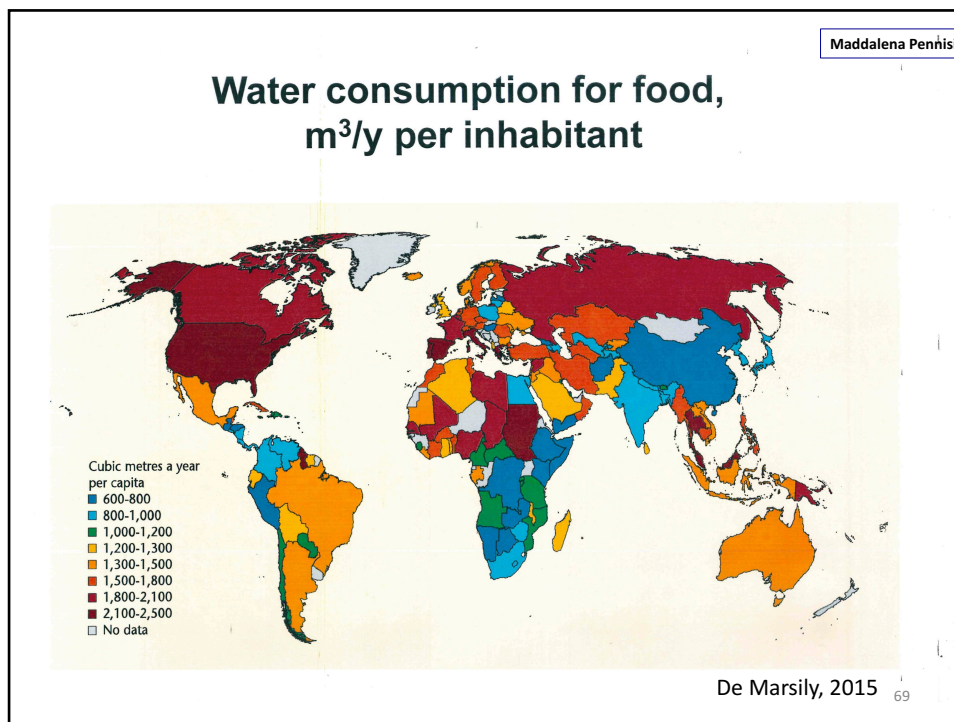 Maddalena Pennisi
Water consumption for food,
m³/y per inhabitant
Cubic metres a year
per capita
600-800
800-1,000
1,000-1,200
1,200-1,300
1,300-1,500
1,500-1,800
1,800-2,100
2,100-2,500
No data
De Marsily, 2015
69